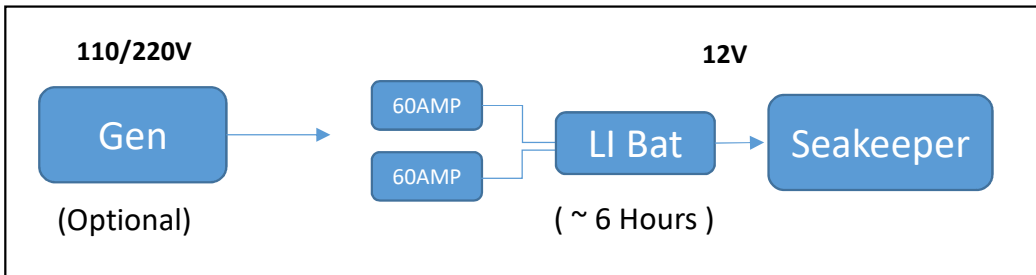 110/220V
12V
Gen
60AMP
60AMP
LI Bat
Seakeeper
(Optional)
( ~ 6 Hours )